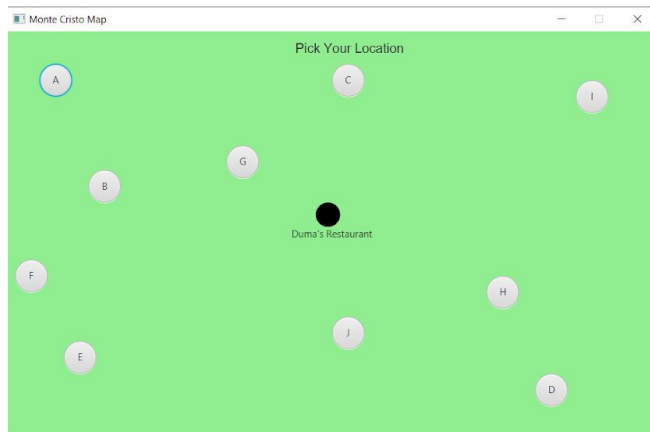 Monte Cristo Map
Pick Your Location
A
C
I
G
B
Duma's Restaurant
F
H
J
E
D